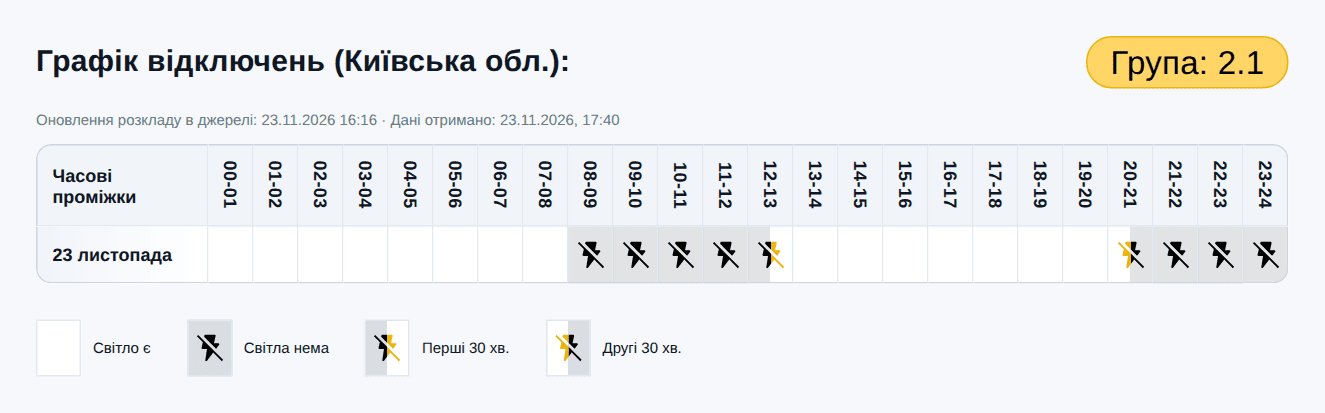 Графік відключень (Київська обл.):
Група: 2.1
Оновлення розкладу в джерелі: 23.11.2026 16:16 · Дані отримано: 23.11.2026, 17:40
Часові
проміжки
00-01
01-02
02-03
03-04
04-05
05-06
06-07
07-08
08-09
09-10
10-11
11-12
12-13
13-14
14-15
15-16
16-17
17-18
18-19
19-20
20-21
21-22
22-23
23-24
23 листопада
Світло є
Світла нема
Перші 30 хв.
Другі 30 хв.